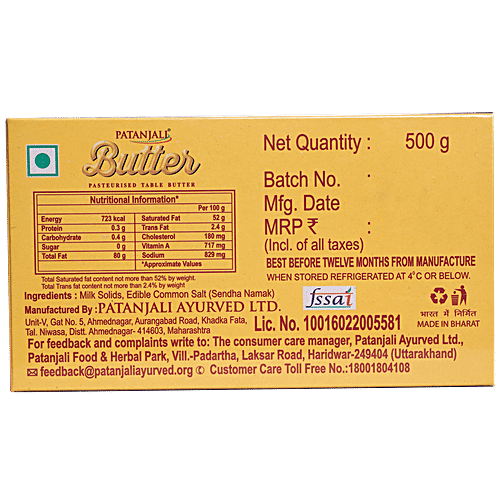 PATANJALI
Butter
PASTEURISED TABLE BUTTER
Nutritional Information*
Per 100 g
Energy 723 kcal Saturated Fat 52 g
Protein 0.3 g Trans Fat 2.4 g
Carbohydrate 0.4 g Cholesterol 180 mg
Sugar 0 g Vitamin A 717 mg
Total Fat 80 g Sodium 829 mg
*Approximate Values
Total Saturated fat content not more than 52% by weight.
Total Trans fat content not more than 2.4% by weight
Ingredients : Milk Solids, Edible Common Salt (Sendha Namak)
Manufactured By : PATANJALI AYURVED LTD.
Unit-V, Gat No. 5, Ahmednagar, Aurangabad Road, Khadka Fata,
Tal. Niwasa, Distt. Ahmednagar- 414603, Maharashtra
Net Quantity : 500 g
Batch No. :
Mfg. Date
MRP ₹ :
(Incl. of all taxes)
BEST BEFORE TWELVE MONTHS FROM MANUFACTURE
WHEN STORED REFRIGERATED AT 4°C OR BELOW.
fssai
Lic. No. 10016022005581
भारत में निर्मित
MADE IN BHARAT
For feedback and complaints write to: The consumer care manager, Patanjali Ayurved Ltd.,
Patanjali Food & Herbal Park, Vill.-Padartha, Laksar Road, Haridwar-249404 (Uttarakhand)
feedback@patanjaliayurved.org Customer Care Toll Free No.:18001804108